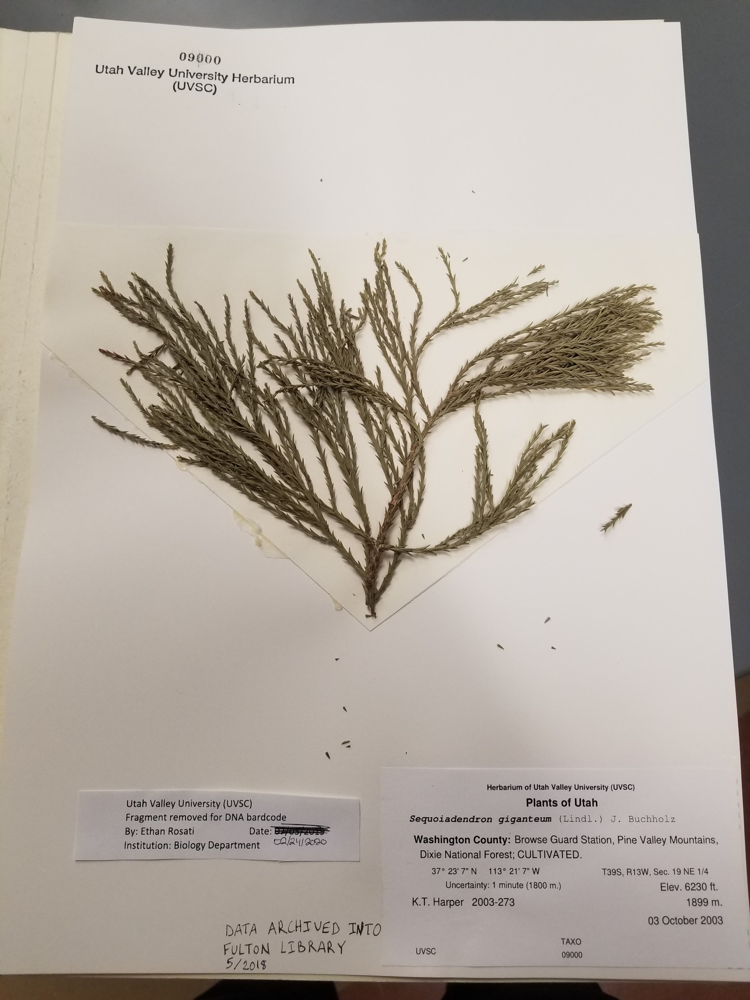 09000
Utah Valley University Herbarium
(UVSC)
Utah Valley University (UVSC)
Fragment removed for DNA bardcode
By: Ethan Rosati Date: 07/03/2019
02/24/2020
Institution: Biology Department
DATA ARCHIVED INTO
FULTON LIBRARY
5/2018
Herbarium of Utah Valley University (UVSC)
Plants of Utah
Sequoiadendron giganteum (Lindl.) J. Buchholz
Washington County: Browse Guard Station, Pine Valley Mountains,
Dixie National Forest; CULTIVATED.
37° 23' 7" N 113° 21' 7" W T39S, R13W, Sec. 19 NE 1/4
Uncertainty: 1 minute (1800 m.) Elev. 6230 ft.
K.T. Harper 2003-273 1899 m.
03 October 2003
TAXO
UVSC 09000